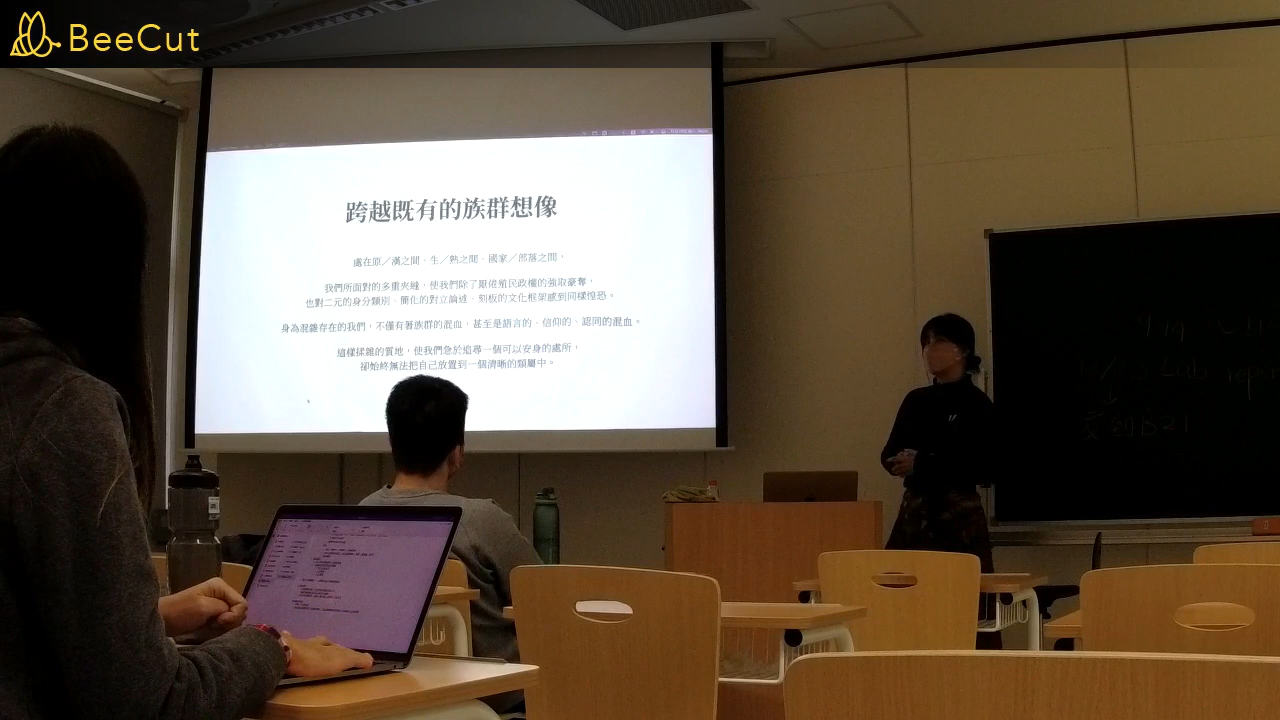 BeeCut
跨越既有的族群想像
處在原／漢之間、生／熟之間、國家／部落之間，
我們所面對的多重夾縫，使我們除了厭倦殖民政權的強取豪奪，
也對二元的身分類別、簡化的對立論述、刻板的文化框架感到同樣惶恐。
身為混雜存在的我們，不僅有著族群的混血，甚至是語言的、信仰的、認同的混血。
這樣揉雜的質地，使我們急於追尋一個可以安身的處所，
卻始終無法把自己放置到一個清晰的類屬中。